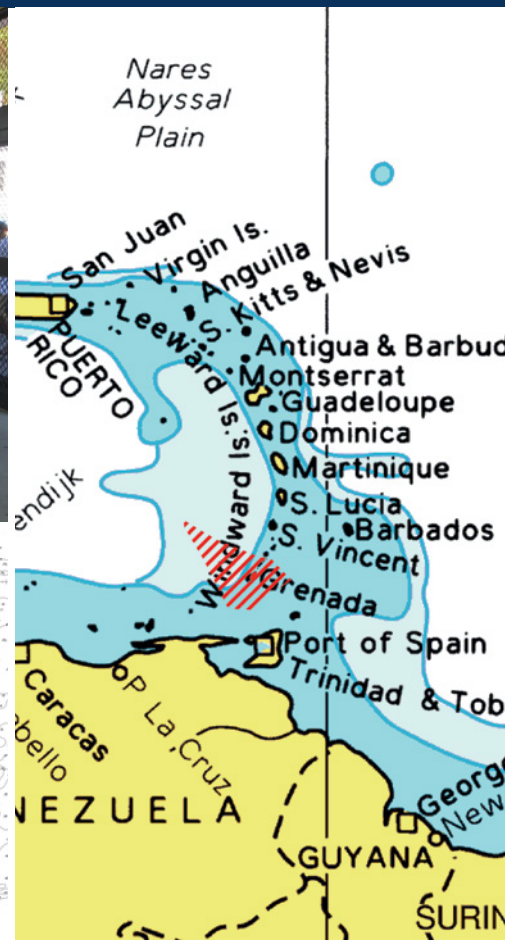 Nares
Abyssal
Plain
San Juan
Virgin Is.
Anguilla
S. Kitts & Nevis
Leeward Is.
PUERTO
RICO
Antigua & Barbud
Montserrat
Guadeloupe
Dominica
Windward Is.
Martinique
endijk
S. Lucia
Barbados
S. Vincent
Grenada
Port of Spain
Trinidad & Tob
Caracas
P La Cruz
bello
NEZUELA
Georg
New
GUYANA
SURIN